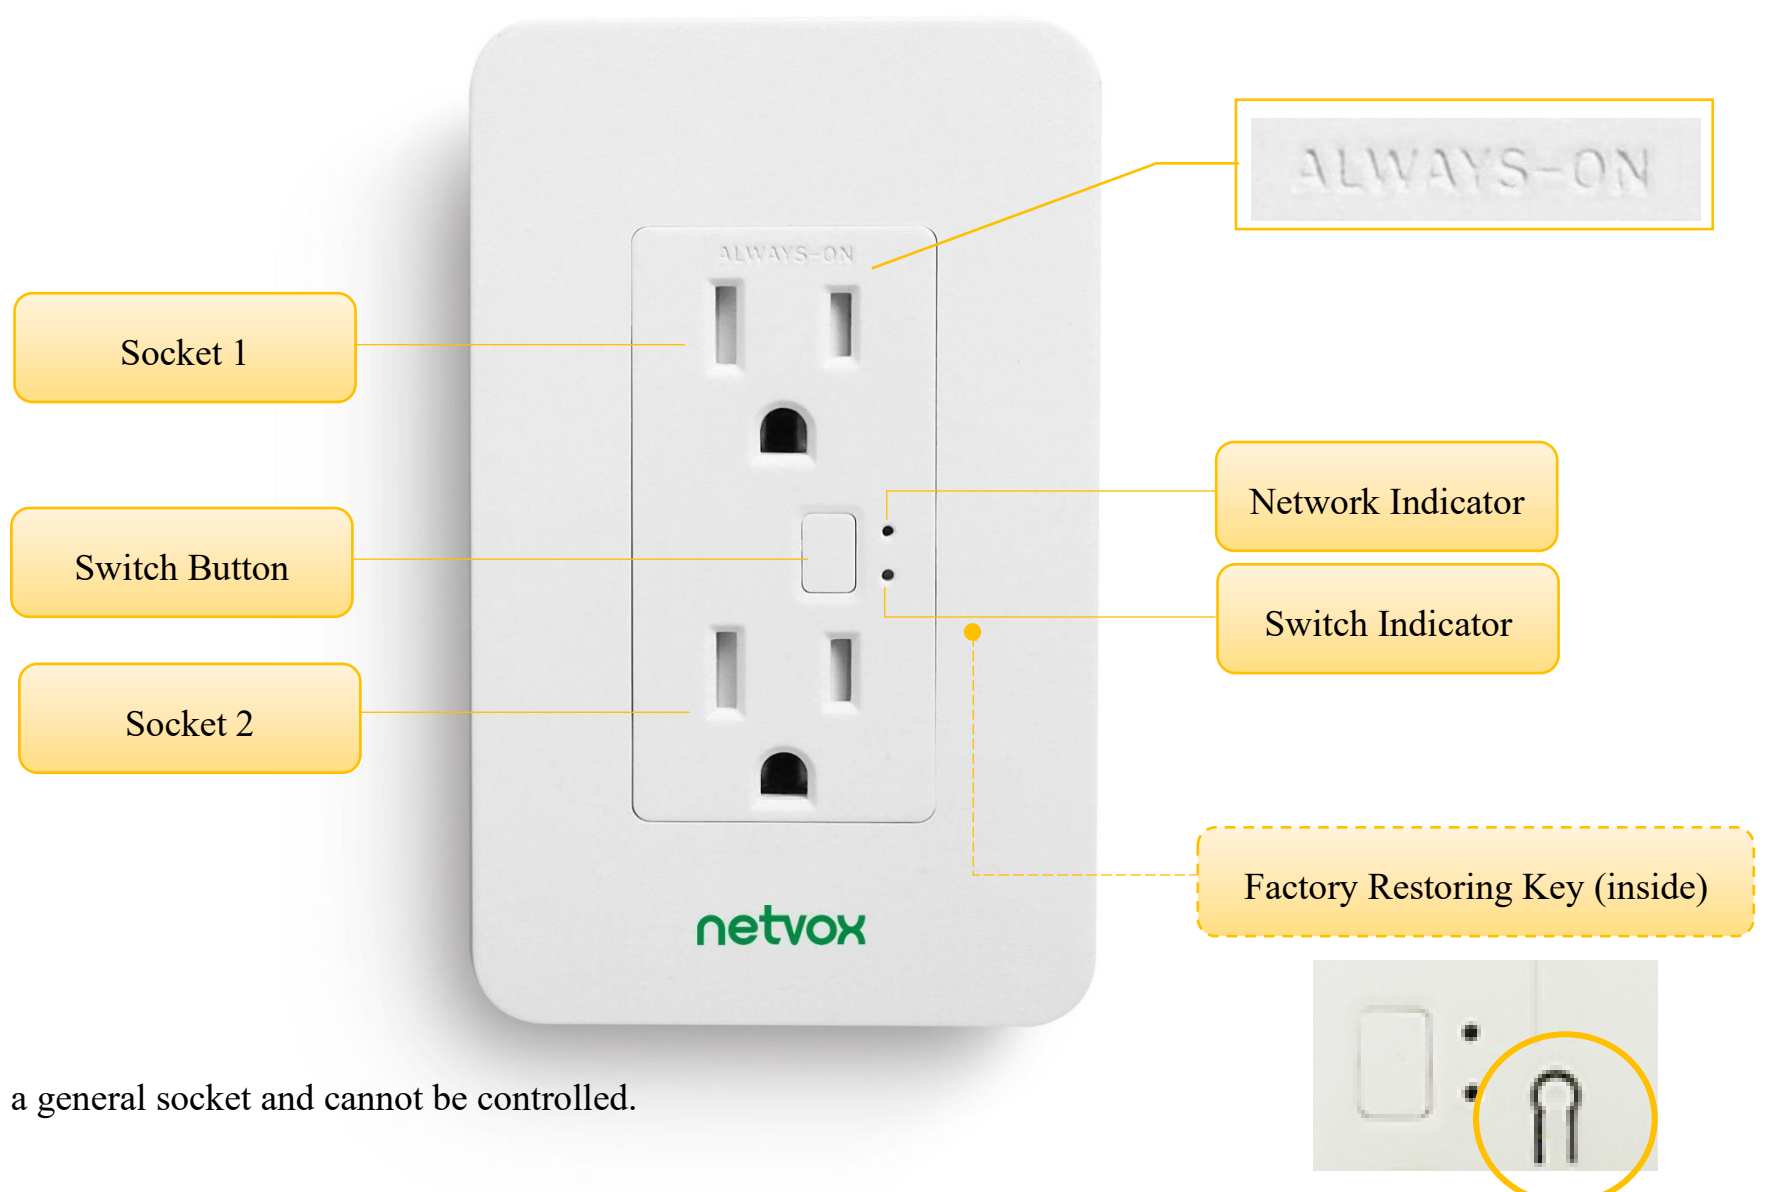 ALWAYS-ON
ALWAYS-ON
Socket 1
Network Indicator
Switch Button
Switch Indicator
Socket 2
Factory Restoring Key (inside)
netvox
a general socket and cannot be controlled.